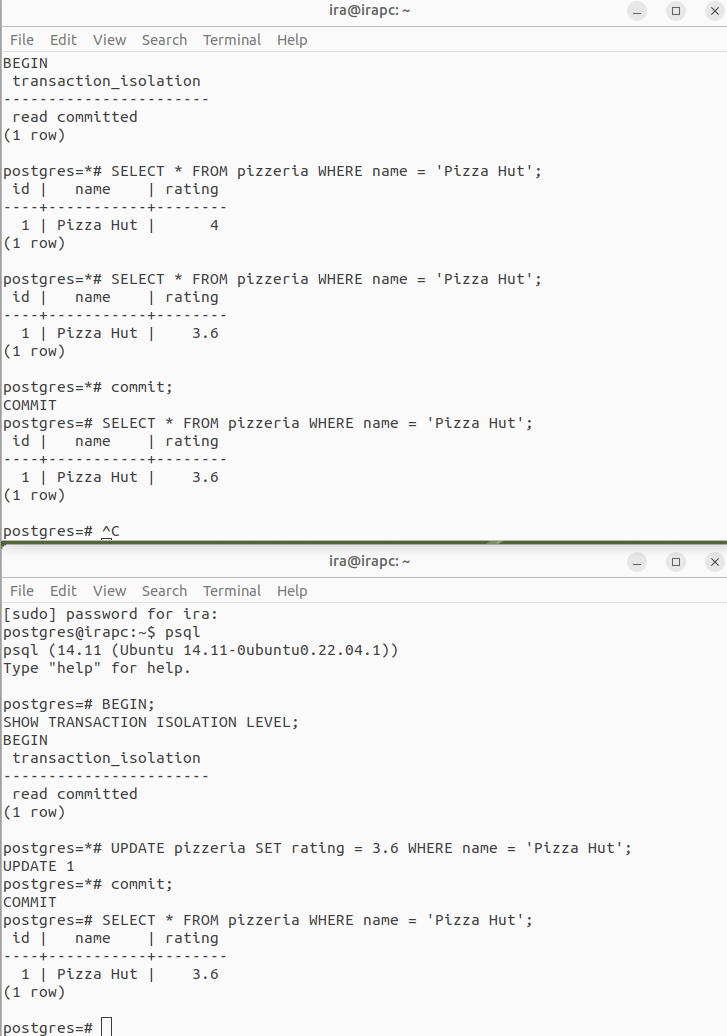 ira@irapc: ~
File Edit View Search Terminal Help
BEGIN
 transaction_isolation
-----------------------
 read committed
(1 row)

postgres=*# SELECT * FROM pizzeria WHERE name = 'Pizza Hut';
 id |   name    | rating
----+-----------+--------
  1 | Pizza Hut |      4
(1 row)

postgres=*# SELECT * FROM pizzeria WHERE name = 'Pizza Hut';
 id |   name    | rating
----+-----------+--------
  1 | Pizza Hut |    3.6
(1 row)

postgres=*# commit;
COMMIT
postgres=# SELECT * FROM pizzeria WHERE name = 'Pizza Hut';
 id |   name    | rating
----+-----------+--------
  1 | Pizza Hut |    3.6
(1 row)

postgres=# ^C
ira@irapc: ~
File Edit View Search Terminal Help
[sudo] password for ira:
postgres@irapc:~$ psql
psql (14.11 (Ubuntu 14.11-0ubuntu0.22.04.1))
Type "help" for help.

postgres=# BEGIN;
SHOW TRANSACTION ISOLATION LEVEL;
BEGIN
 transaction_isolation
-----------------------
 read committed
(1 row)

postgres=*# UPDATE pizzeria SET rating = 3.6 WHERE name = 'Pizza Hut';
UPDATE 1
postgres=*# commit;
COMMIT
postgres=# SELECT * FROM pizzeria WHERE name = 'Pizza Hut';
 id |   name    | rating
----+-----------+--------
  1 | Pizza Hut |    3.6
(1 row)

postgres=#